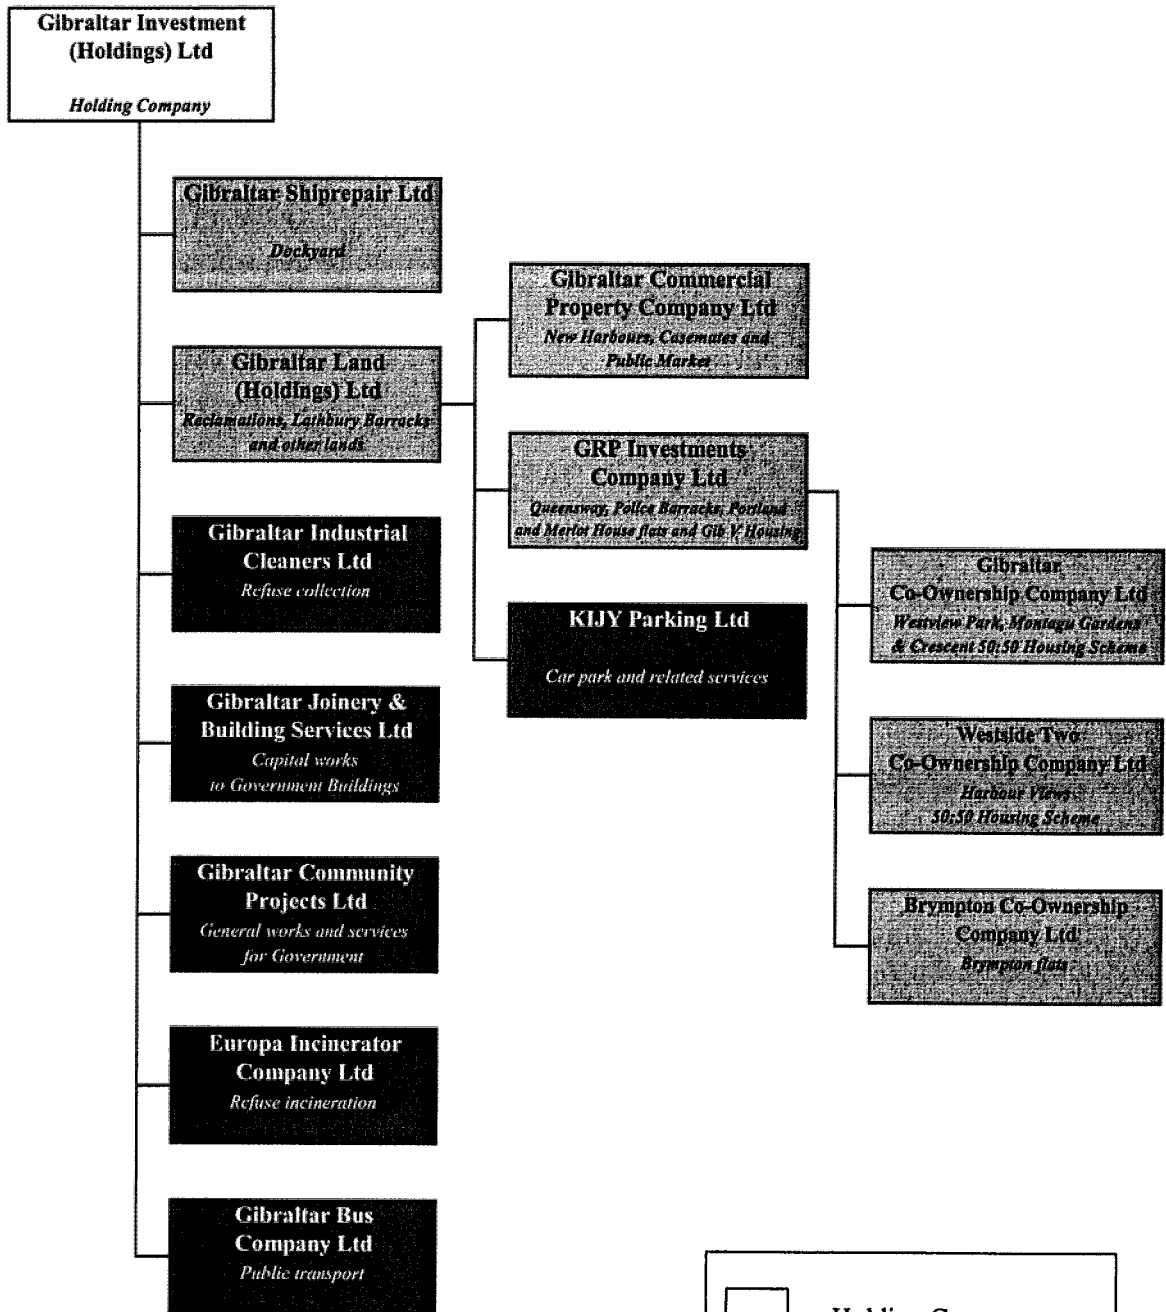 Gibraltar Investment
(Holdings) Ltd
Holding Company
Gibraltar Shiprepair Ltd
Dockyard
Gibraltar Land
(Holdings) Ltd
Reclamations, Lathbury Barracks
and other lands
Gibraltar Industrial
Cleaners Ltd
Refuse collection
Gibraltar Joinery &
Building Services Ltd
Capital works
to Government Buildings
Gibraltar Community
Projects Ltd
General works and services
for Government
Europa Incinerator
Company Ltd
Refuse incineration
Gibraltar Bus
Company Ltd
Public transport
Gibraltar Commercial
Property Company Ltd
New Harbours, Casemates and
Public Market
GRP Investments
Company Ltd
Queensway, Police Barracks, Portland
and Merlot House flats and Gib V Housing
KIJY Parking Ltd
Car park and related services
Gibraltar
Co-Ownership Company Ltd
Westview Park, Montagu Gardens
& Crescent 50:50 Housing Scheme
Westside Two
Co-Ownership Company Ltd
Harbour Views
50:50 Housing Scheme
Brympton Co-Ownership
Company Ltd
Brympton flats